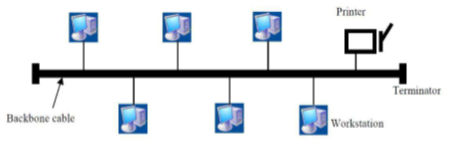 Printer
Terminator
Backbone cable
Workstation